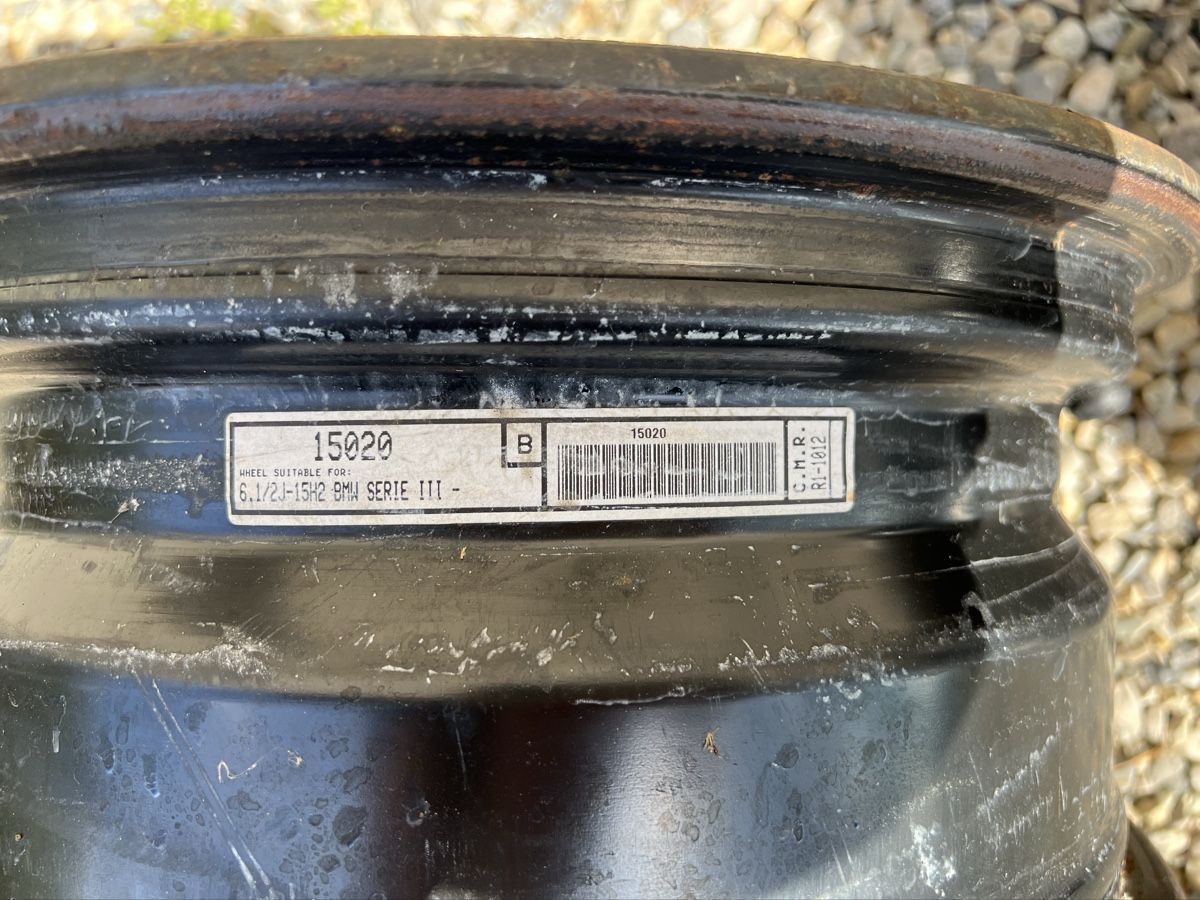 15020
B
WHEEL SUITABLE FOR:
6.1/2J-15H2 BMW SERIE III -
15020
C.M.R.
R1-1012